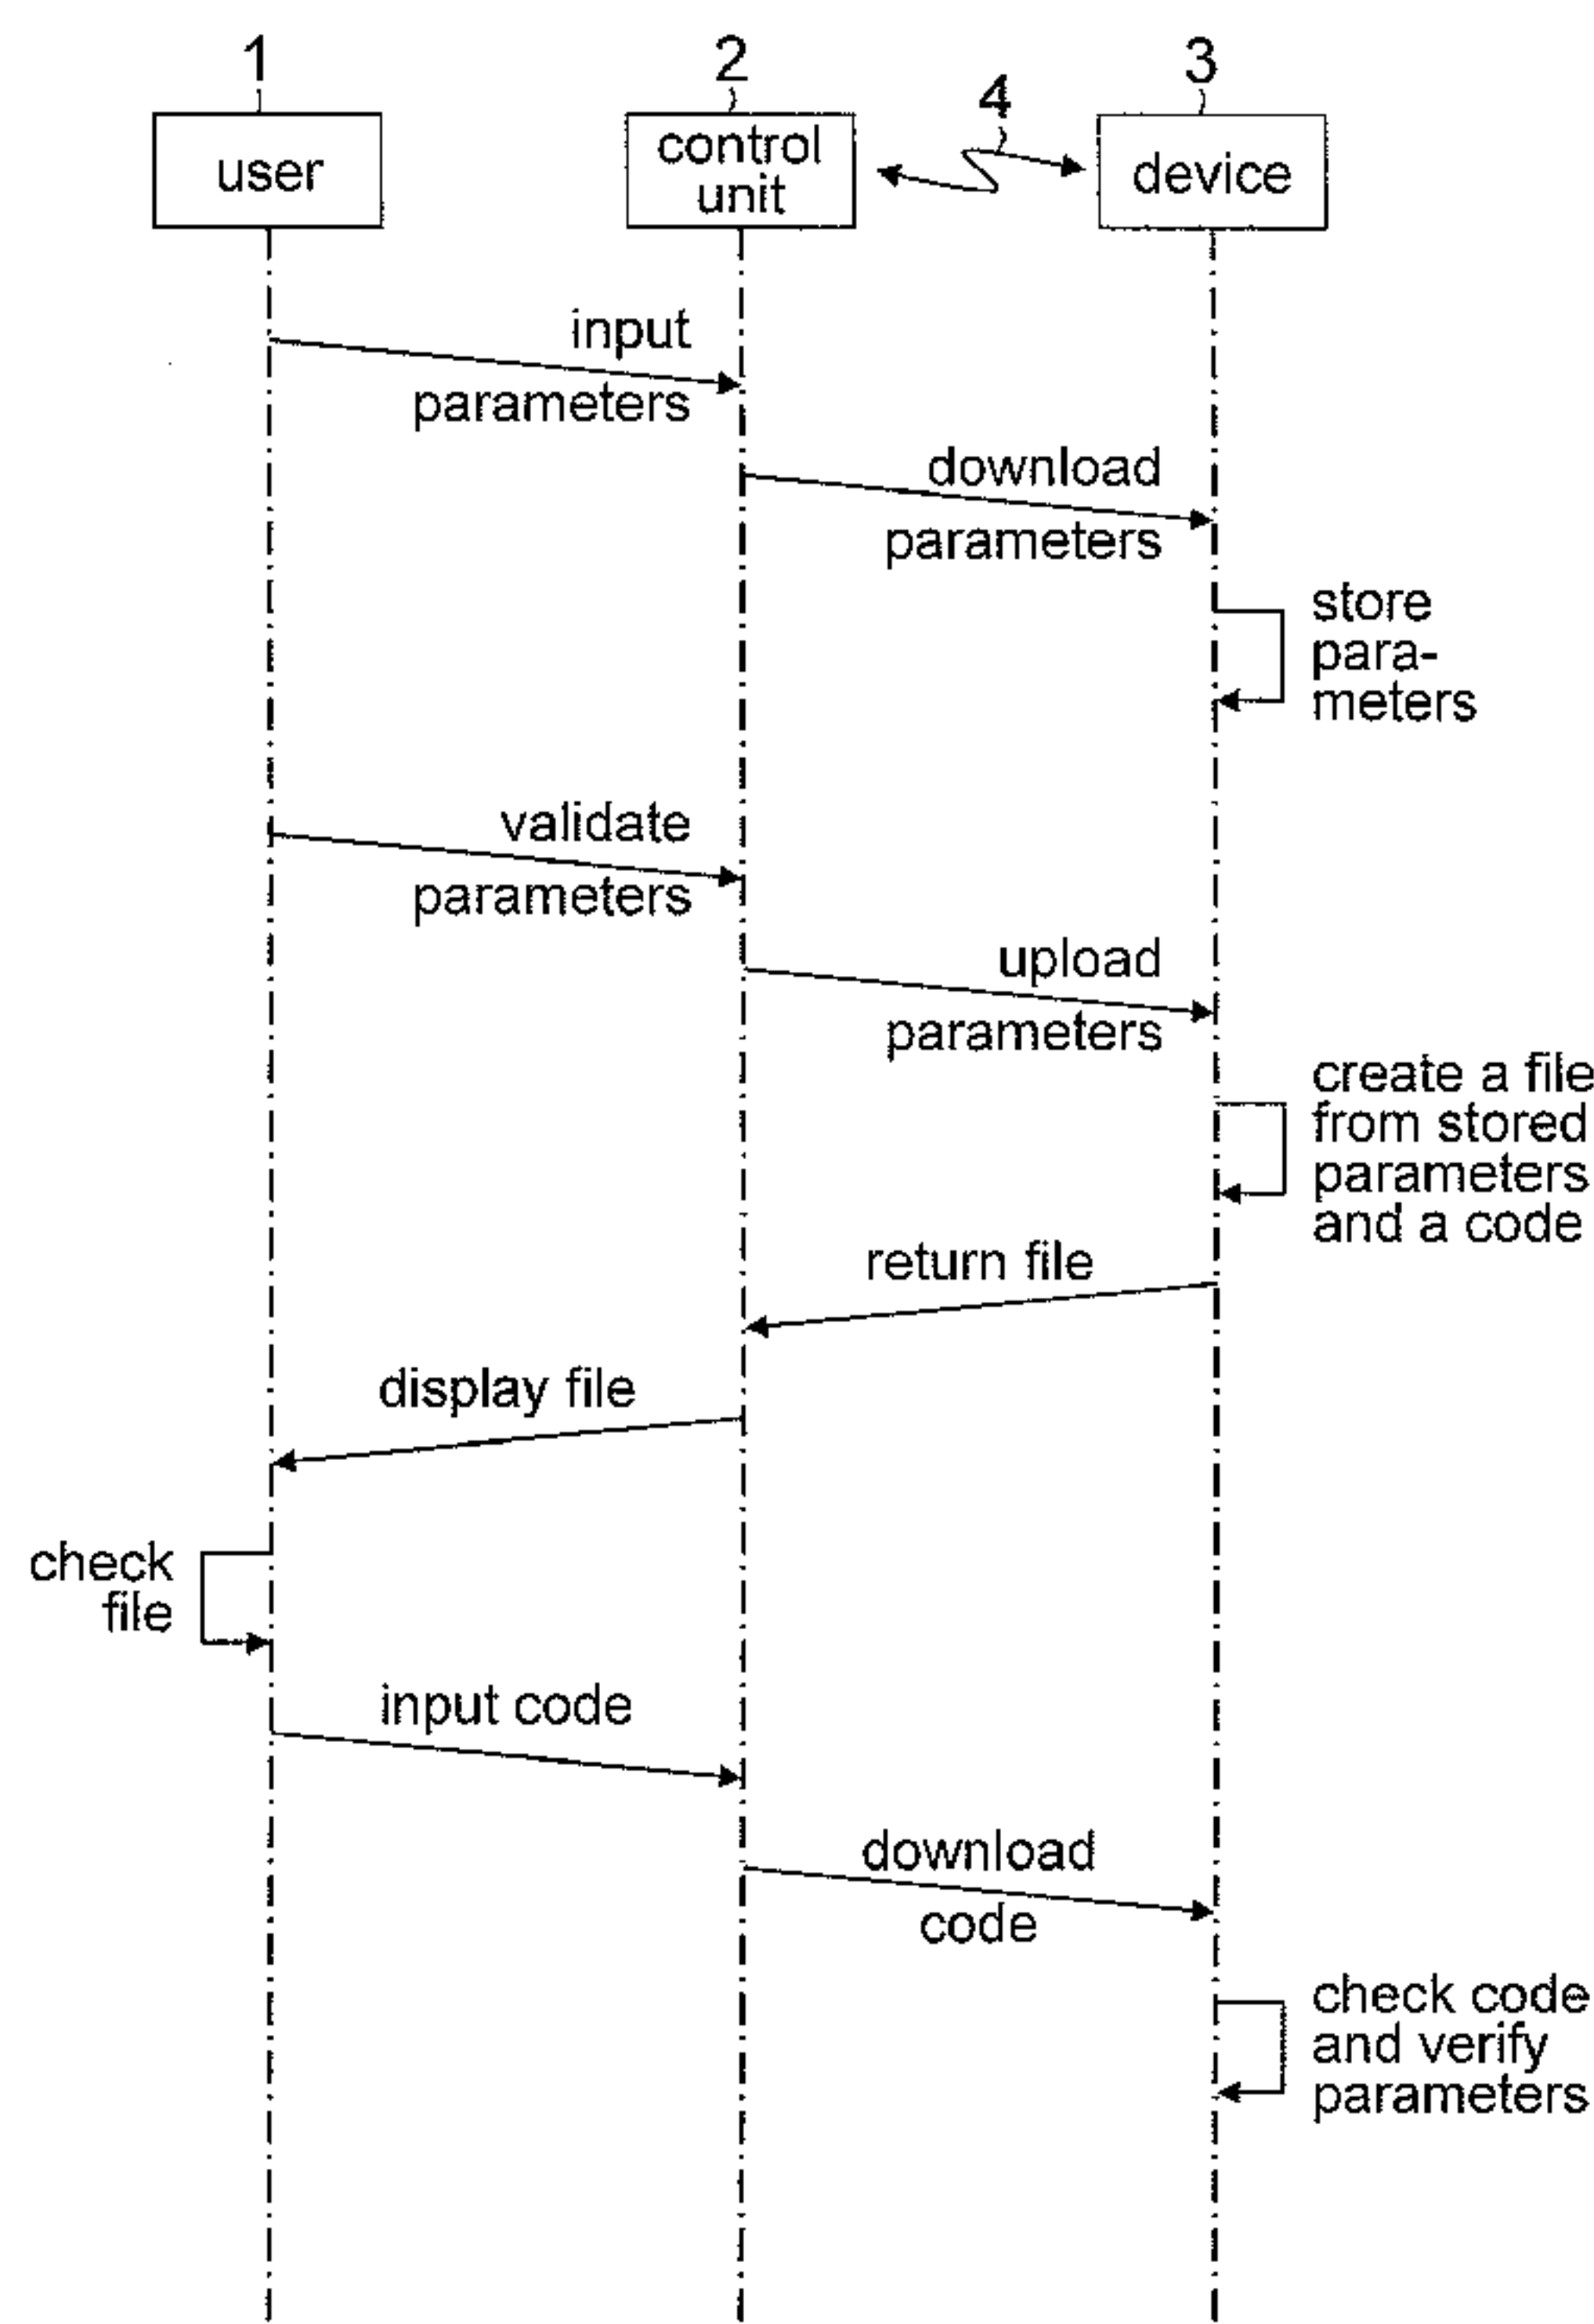 1
2
3
4
user
control
unit
device
input
parameters
download
parameters
store
para-
meters
validate
parameters
upload
parameters
create a file
from stored
parameters
and a code
return file
display file
check
file
input code
download
code
check code
and verify
parameters